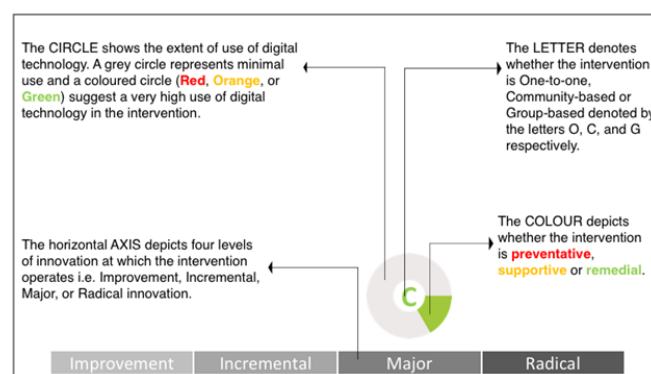 The CIRCLE shows the extent of use of digital
technology. A grey circle represents minimal
use and a coloured circle (Red, Orange, or
Green) suggest a very high use of digital
technology in the intervention.
The LETTER denotes
whether the intervention
is One-to-one,
Community-based or
Group-based denoted by
the letters O, C, and G
respectively.
The horizontal AXIS depicts four levels
of innovation at which the intervention
operates i.e. Improvement, Incremental,
Major, or Radical innovation.
The COLOUR depicts
whether the intervention
is preventative,
supportive or remedial.
C
Improvement Incremental Major Radical